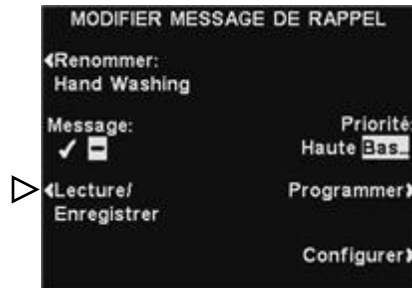 MODIFIER MESSAGE DE RAPPEL
Renommer:
Hand Washing
Message:
Priorité:
Haute Bas…
Lecture/
Enregistrer
Programmer
Configurer